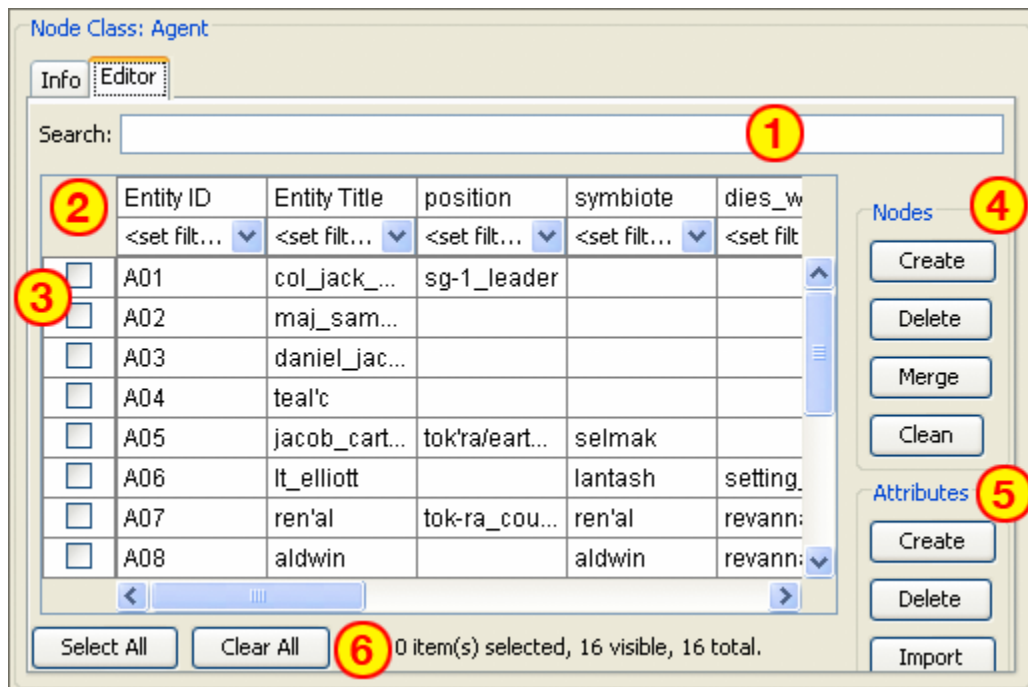 Node Class: Agent
Info Editor
Search: 1
2 Entity ID Entity Title position symbiote dies_w
<set filt... <set filt... <set filt... <set filt... <set filt
3
A01 col_jack_... sg-1_leader
A02 maj_sam...
A03 daniel_jac...
A04 teal'c
A05 jacob_cart... tok'ra/eart... selmak
A06 lt_elliott lantash setting_
A07 ren'al tok-ra_cou... ren'al revanna
A08 aldwin aldwin revanna
Select All Clear All 6 0 item(s) selected, 16 visible, 16 total.
Nodes 4
Create
Delete
Merge
Clean
Attributes 5
Create
Delete
Import